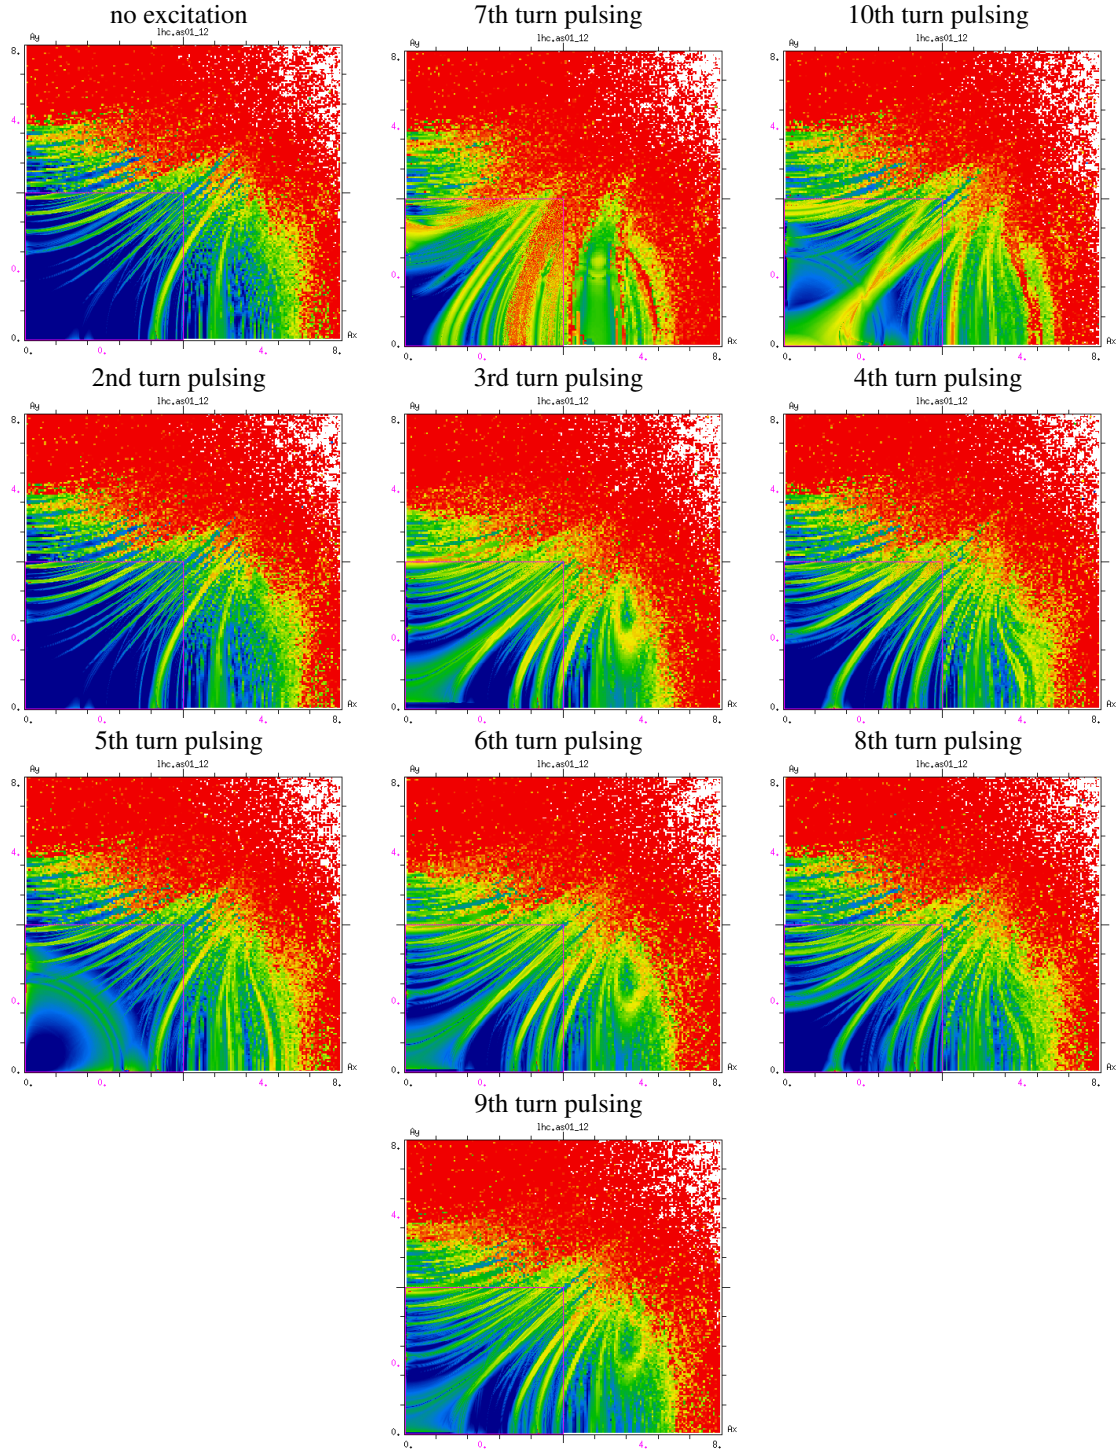 no excitation 7th turn pulsing 10th turn pulsing
lhc.as01_12 lhc.as01_12 lhc.as01_12
Ay Ay Ay
8. 8. 8.
4. 4. 4.
0. 0. 0.
0. Ax 0. Ax 0. Ax
0. 0. 4. 8. 0. 0. 4. 8. 0. 0. 4. 8.
2nd turn pulsing 3rd turn pulsing 4th turn pulsing
lhc.as01_12 lhc.as01_12 lhc.as01_12
Ay Ay Ay
8. 8. 8.
4. 4. 4.
0. 0. 0.
0. Ax 0. Ax 0. Ax
0. 0. 4. 8. 0. 0. 4. 8. 0. 0. 4. 8.
5th turn pulsing 6th turn pulsing 8th turn pulsing
lhc.as01_12 lhc.as01_12 lhc.as01_12
Ay Ay Ay
8. 8. 8.
4. 4. 4.
0. 0. 0.
0. Ax 0. Ax 0. Ax
0. 0. 4. 8. 0. 0. 4. 8. 0. 0. 4. 8.
9th turn pulsing
lhc.as01_12
Ay
8.
4.
0.
0. Ax
0. 0. 4. 8.